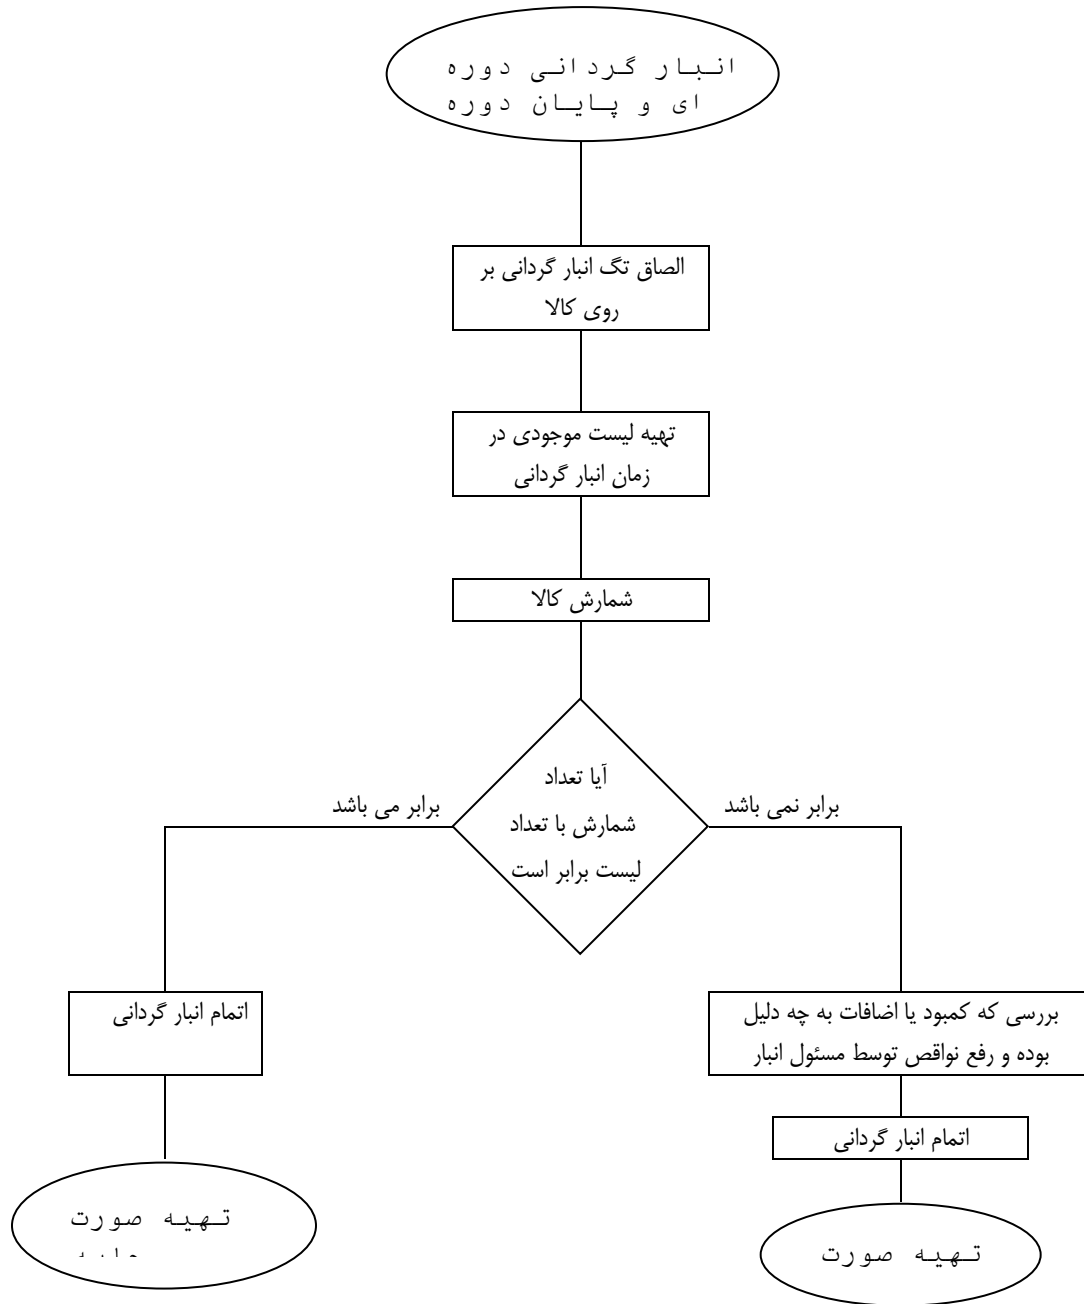 انبار گردانی دوره
ای و پایان دوره
الصاق تگ انبار گردانی بر
روی کالا
تهیه لیست موجودی در
زمان انبار گردانی
شمارش کالا
آیا تعداد
شمارش با تعداد
لیست برابر است
برابر نمی باشد
برابر می باشد
بررسی که کمبود یا اضافات به چه دلیل
بوده و رفع نواقص توسط مسئول انبار
اتمام انبار گردانی
تهیه صورت
اتمام انبار گردانی
تهیه صورت